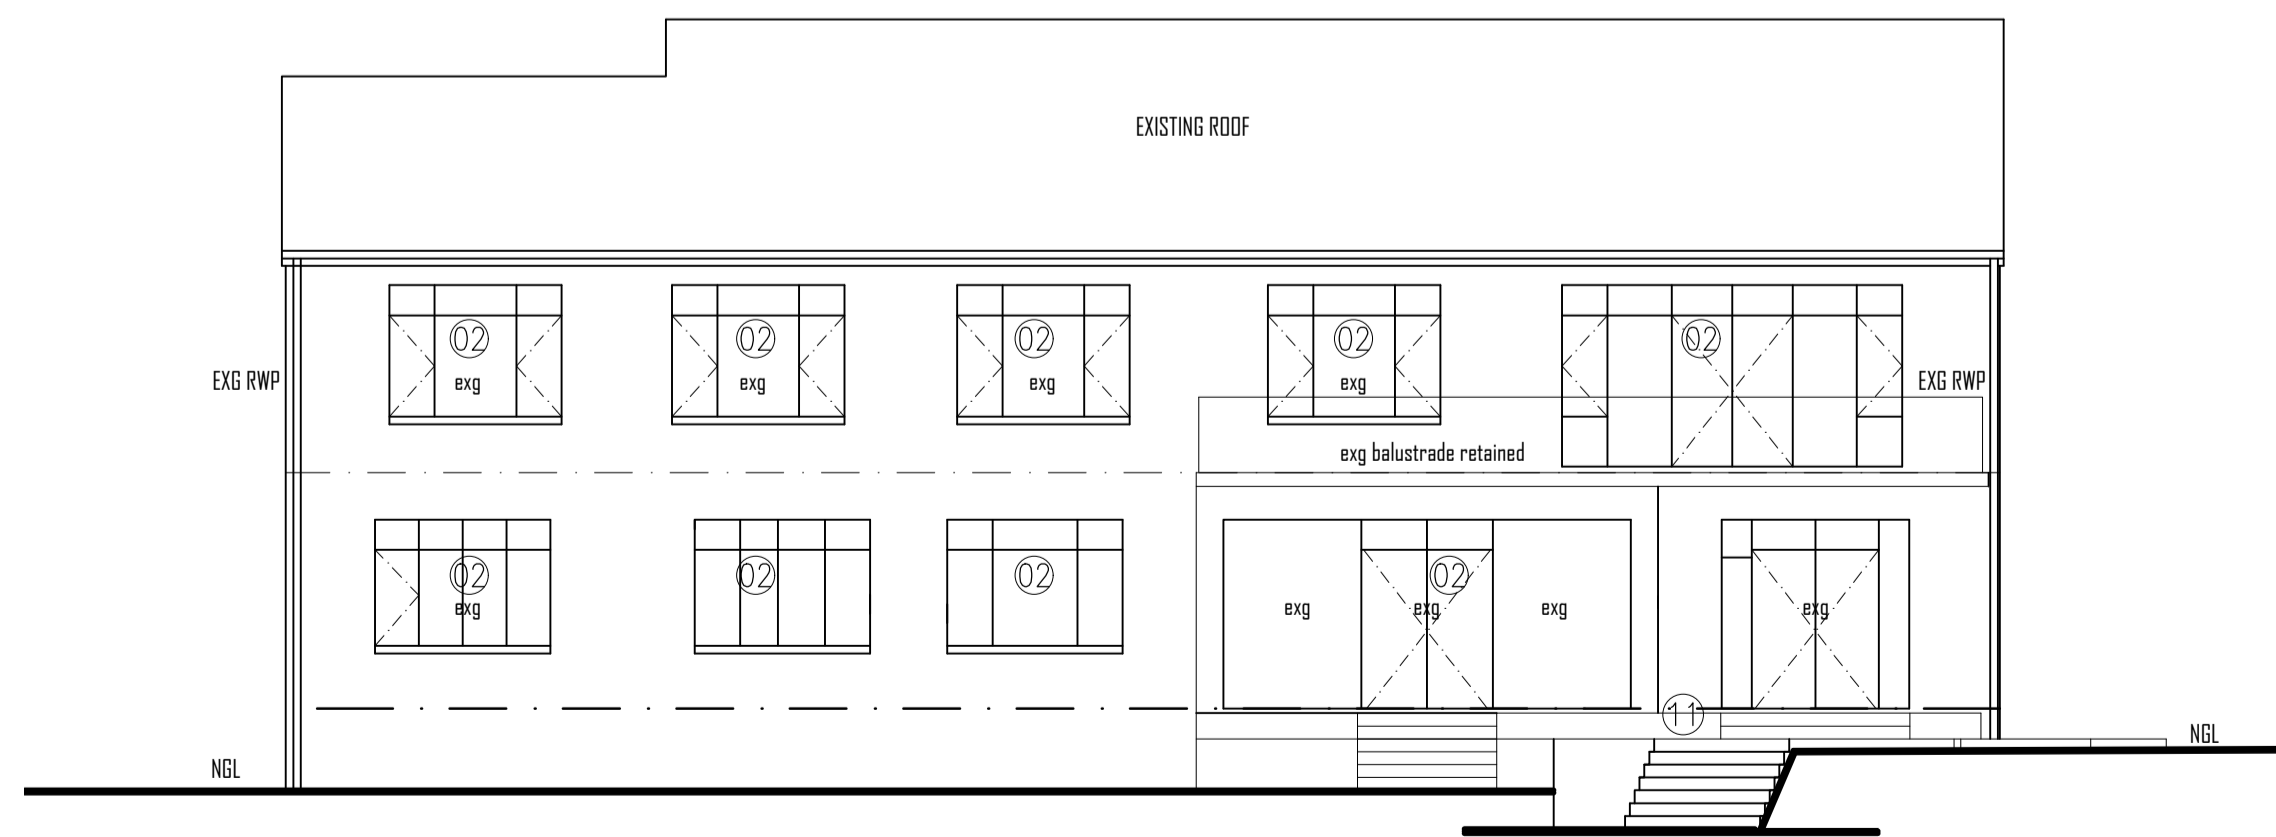 EXISTING ROOF
02 02 02 02 02
EXG RWP exg exg exg exg EXG RWP
exg balustrade retained
02 02 02 02
exg exg exg exg exg
11
NGL
NGL